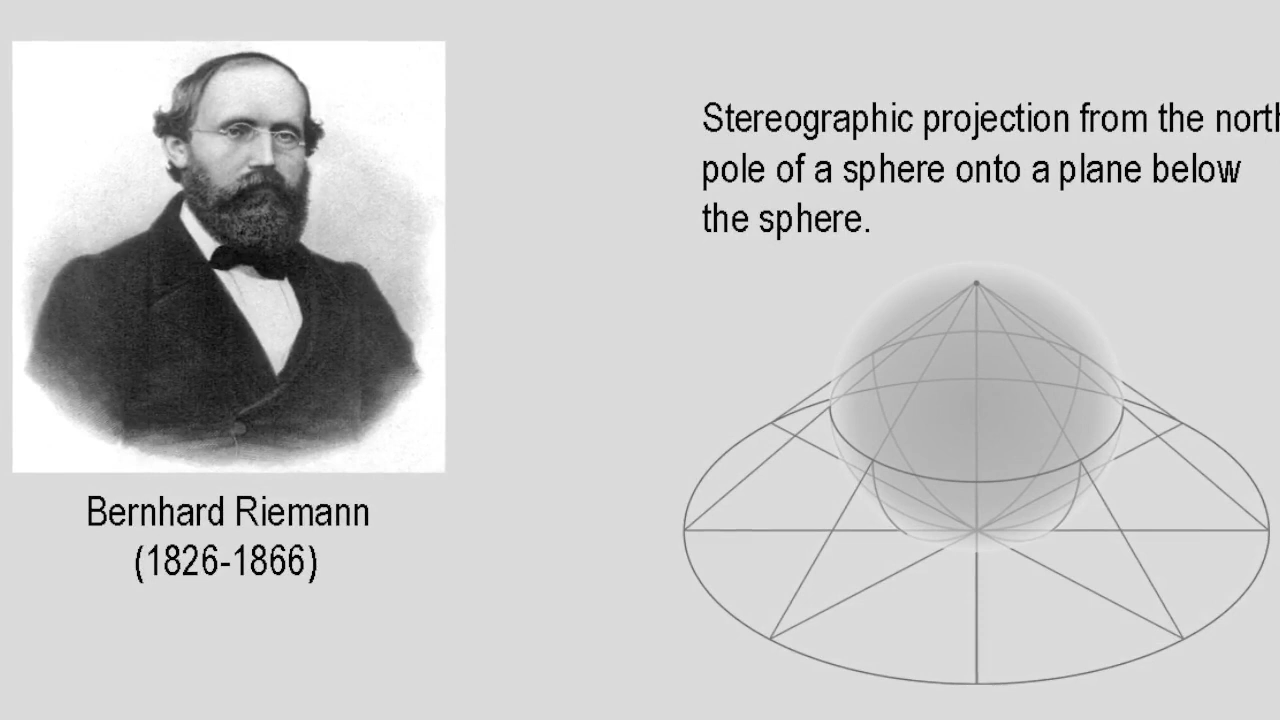 Stereographic projection from the north
pole of a sphere onto a plane below
the sphere.
Bernhard Riemann
(1826-1866)